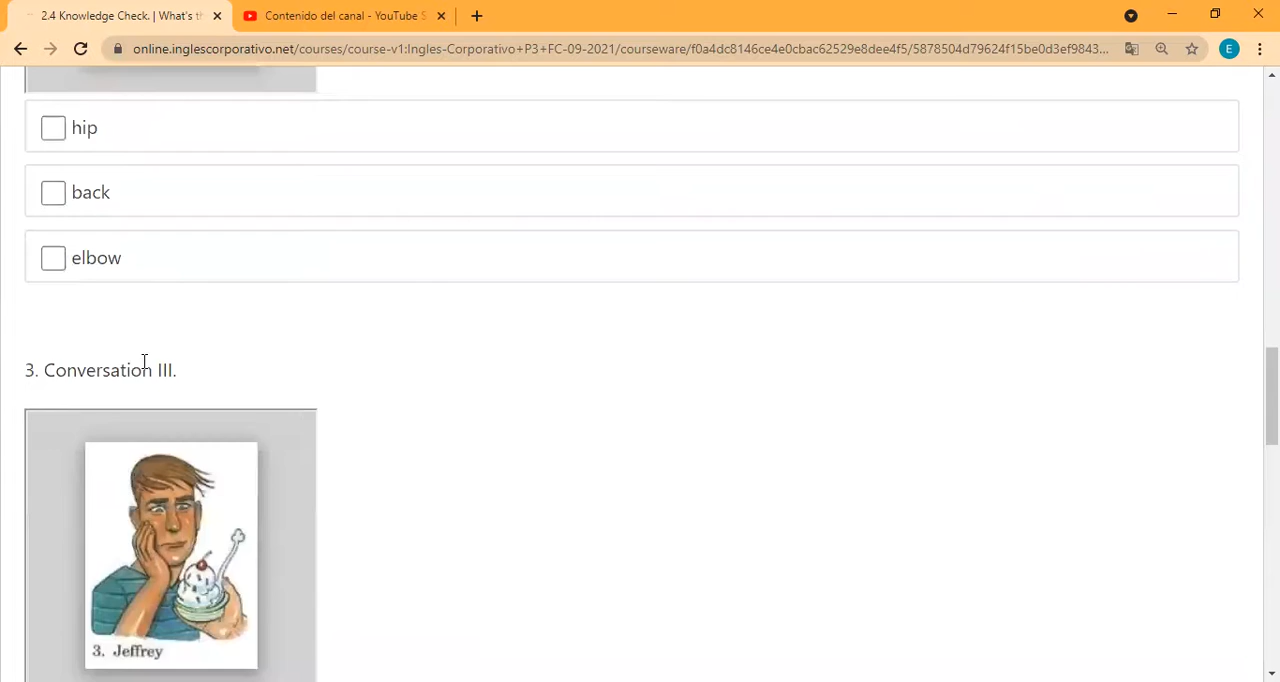 2.4 Knowledge Check. | What's th
Contenido del canal - YouTube S
online.inglescorporativo.net/courses/course-v1:Ingles-Corporativo+P3+FC-09-2021/courseware/f0a4dc8146ce4e0cbac62529e8dee4f5/5878504d79624f15be0d3ef9843...
E
hip
back
elbow
3. Conversation III.
3. Jeffrey